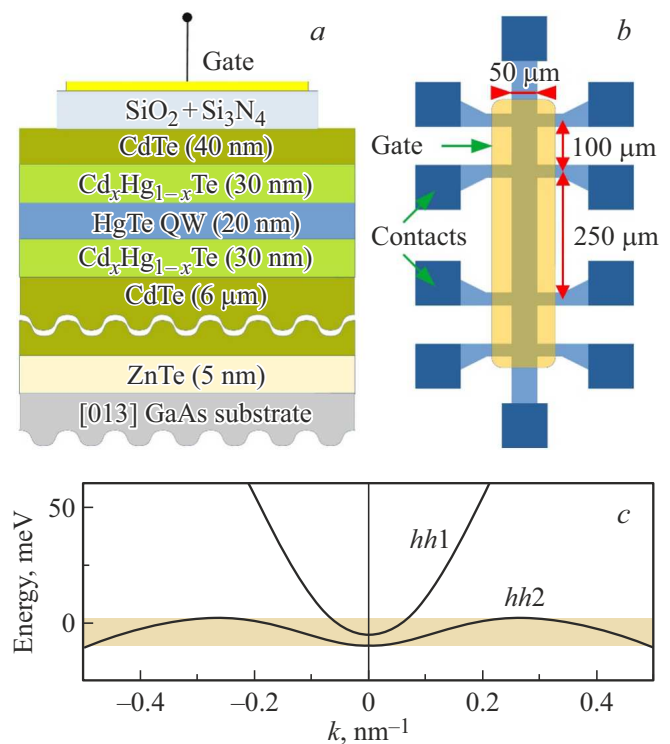 a
Gate
SiO₂ + Si₃N₄
CdTe (40 nm)
CdₓHg₁₋ₓTe (30 nm)
HgTe QW (20 nm)
CdₓHg₁₋ₓTe (30 nm)
CdTe (6 μm)
ZnTe (5 nm)
[013] GaAs substrate
b
50 μm
Gate
100 μm
Contacts
250 μm
c
50
hh1
hh2
0
Energy, meV
–0.4 –0.2 0 0.2 0.4
k, nm⁻¹